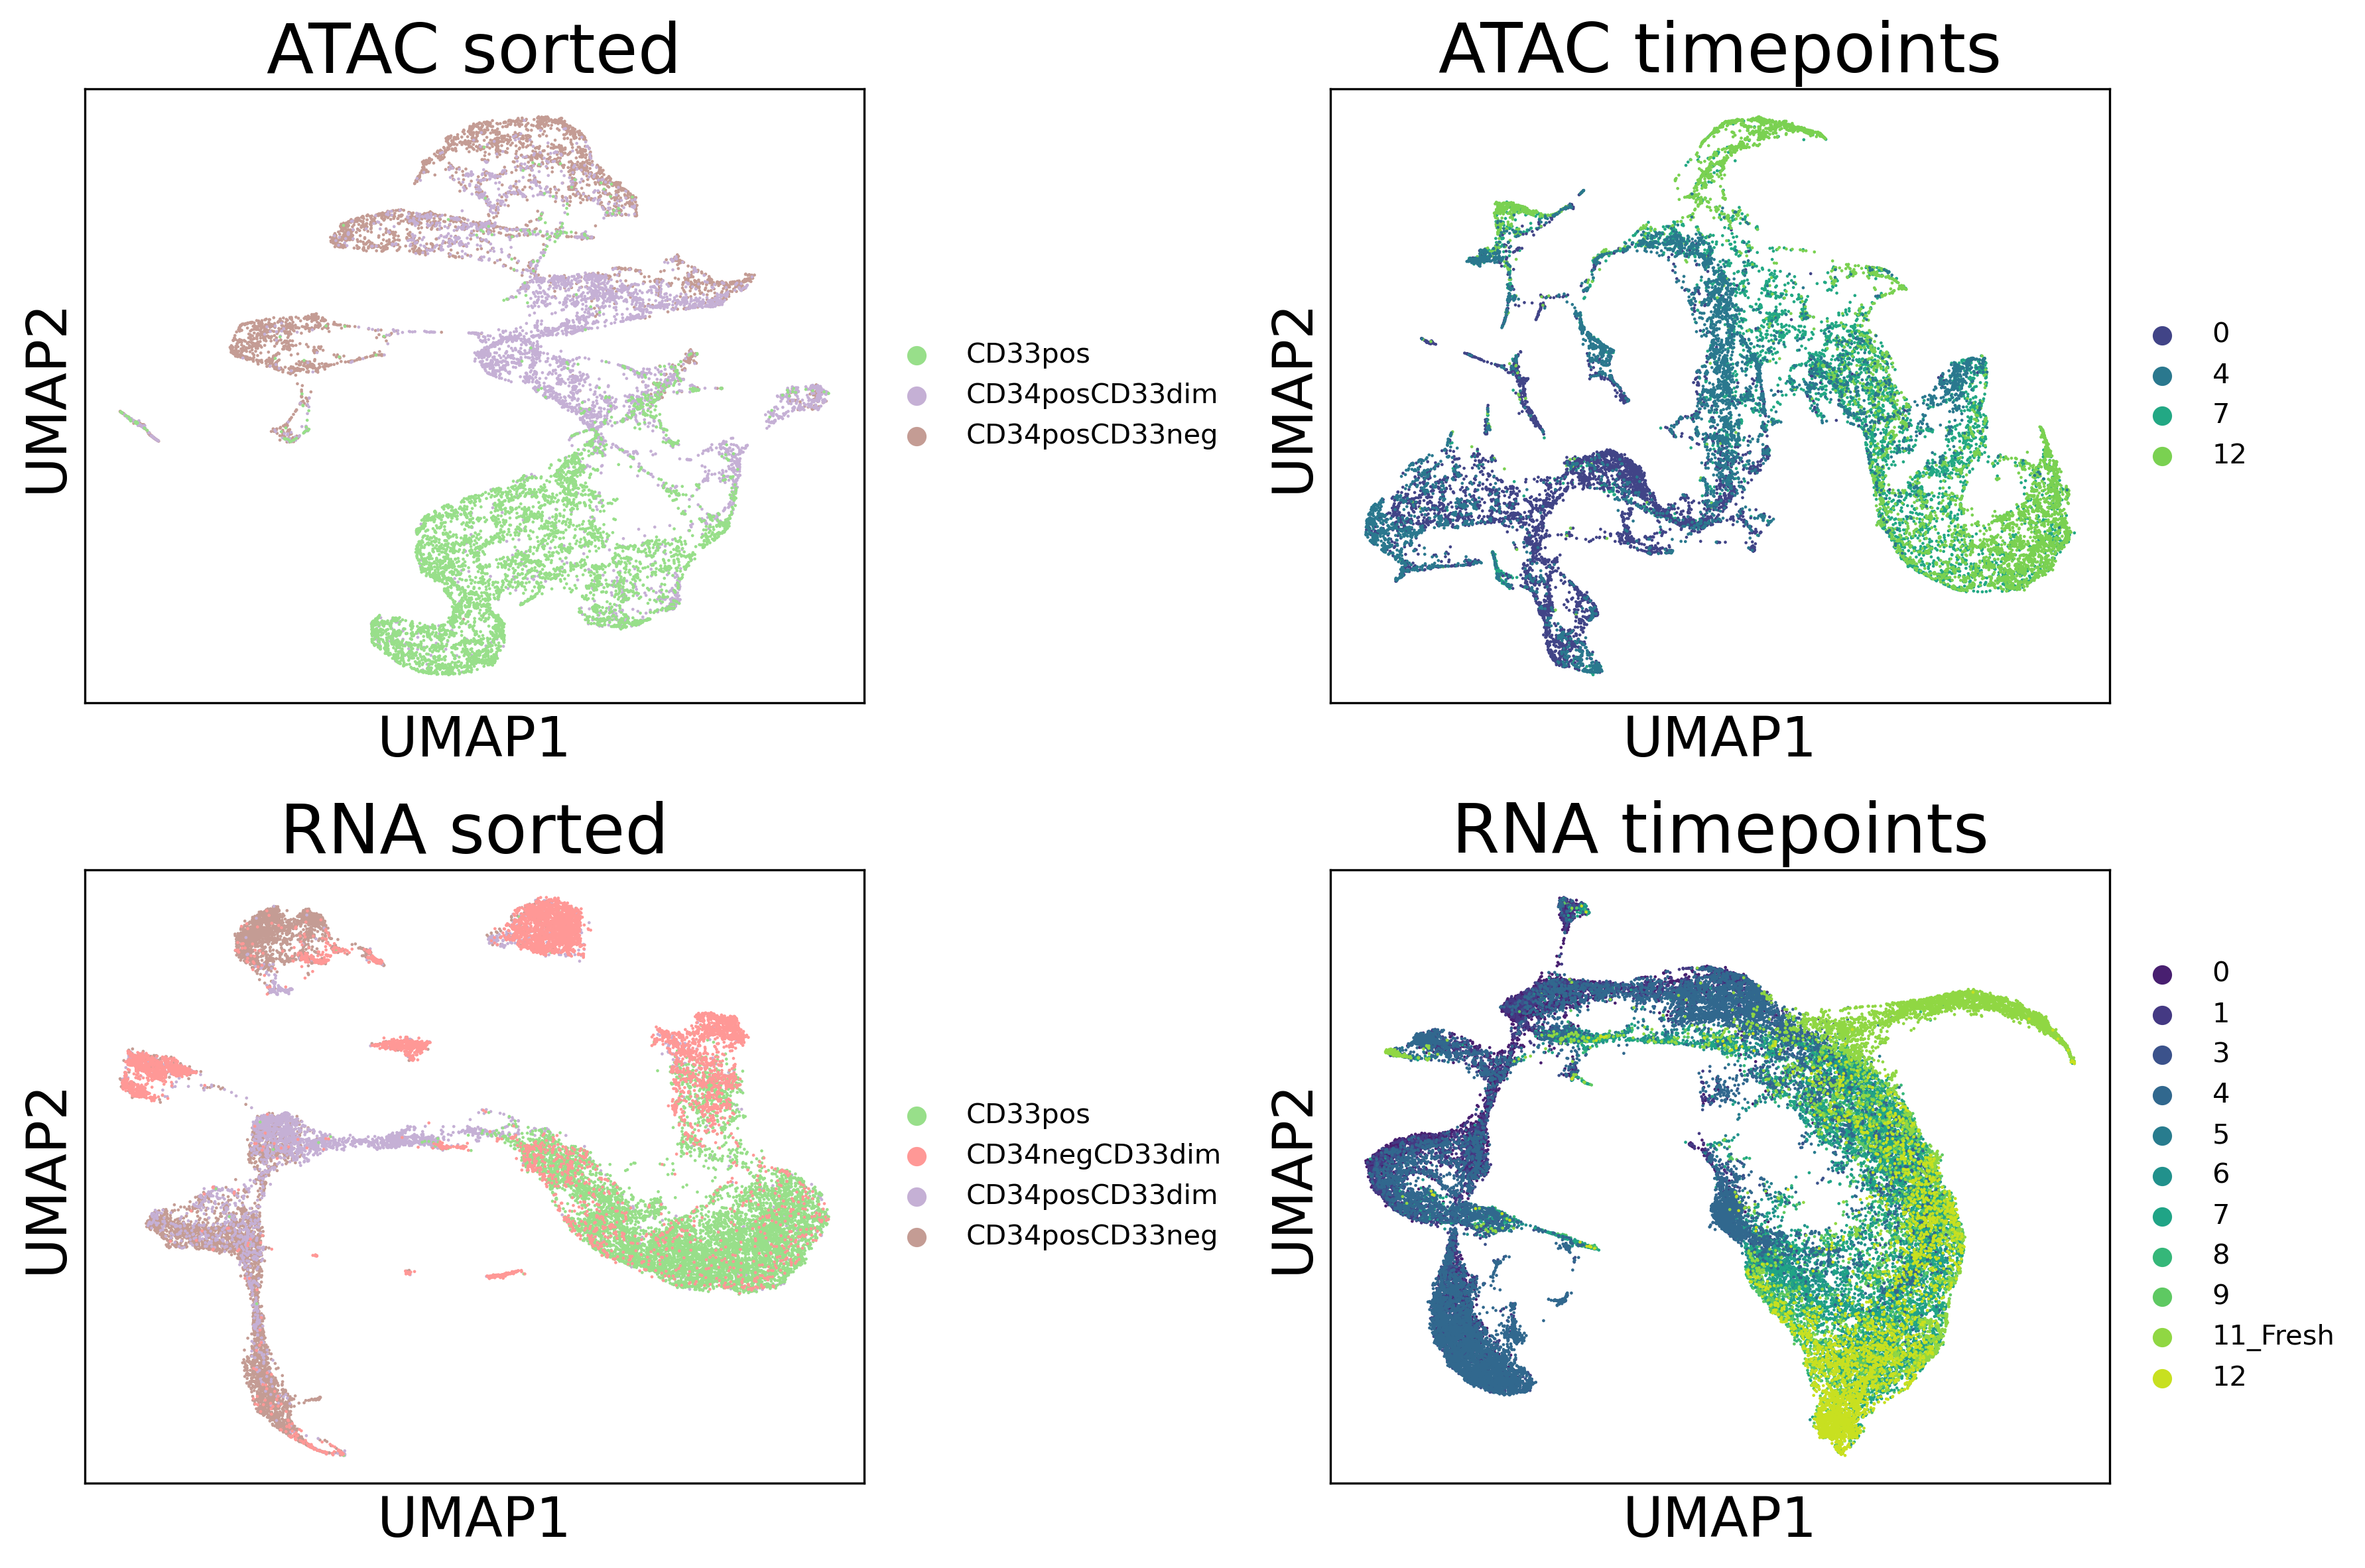 ATAC sorted
UMAP2
UMAP1
CD33pos
CD34posCD33dim
CD34posCD33neg
ATAC timepoints
UMAP2
UMAP1
0
4
7
12
RNA sorted
UMAP2
UMAP1
CD33pos
CD34negCD33dim
CD34posCD33dim
CD34posCD33neg
RNA timepoints
UMAP2
UMAP1
0
1
3
4
5
6
7
8
9
11_Fresh
12